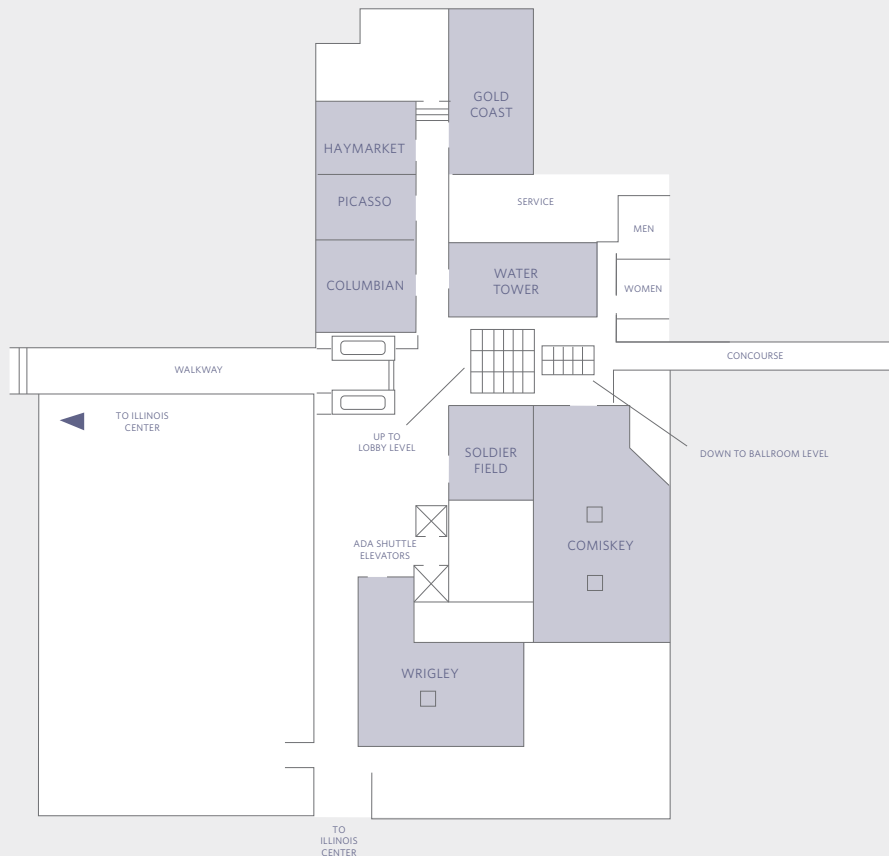 GOLD
COAST
HAYMARKET
PICASSO
SERVICE
MEN
COLUMBIAN
WATER
TOWER
WOMEN
WALKWAY
CONCOURSE
TO ILLINOIS
CENTER
UP TO
LOBBY LEVEL
SOLDIER
FIELD
DOWN TO BALLROOM LEVEL
ADA SHUTTLE
ELEVATORS
COMISKEY
WRIGLEY
TO
ILLINOIS
CENTER